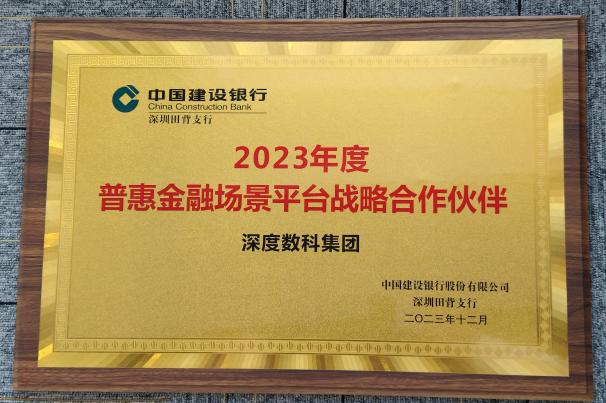 中国建设银行
China Construction Bank
深圳田背支行
2023年度
普惠金融场景平台战略合作伙伴
深度数科集团
中国建设银行股份有限公司
深圳田背支行
二〇二三年十二月